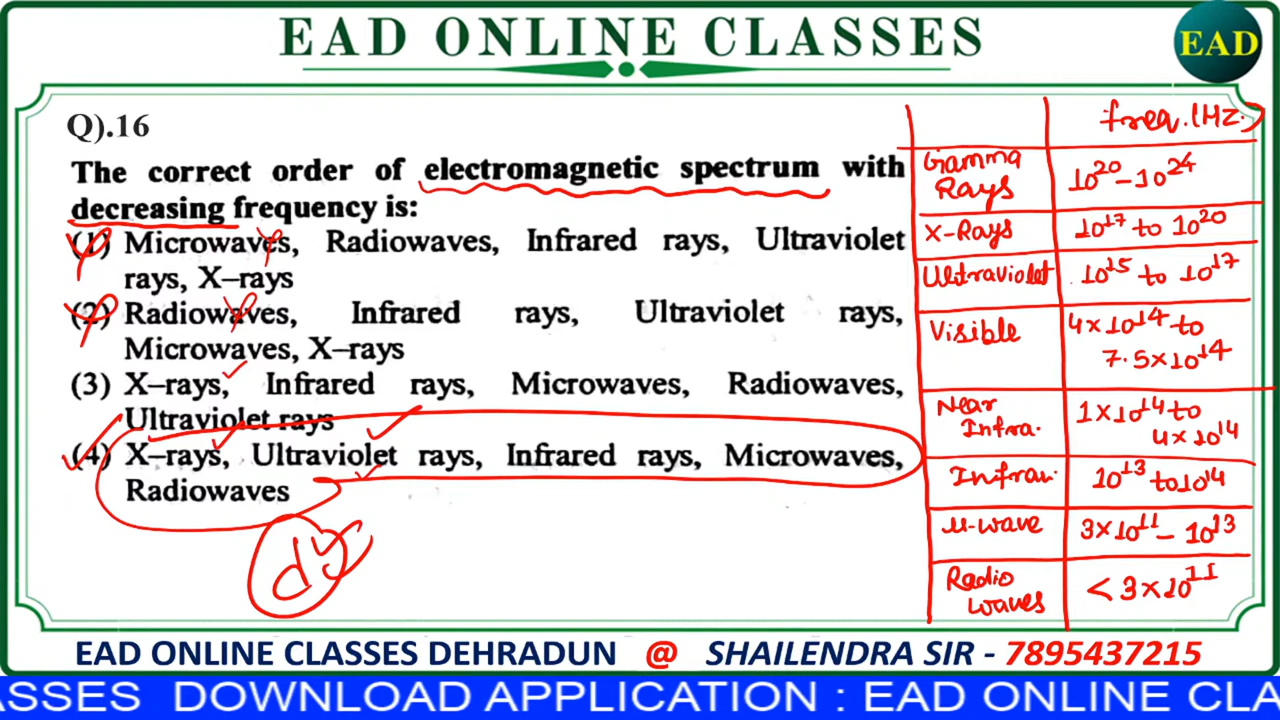 EAD ONLINE CLASSES
EAD
Q).16
The correct order of electromagnetic spectrum with
decreasing frequency is:
(1) Microwaves, Radiowaves, Infrared rays, Ultraviolet
rays, X–rays
(2) Radiowaves, Infrared rays, Ultraviolet rays,
Microwaves, X–rays
(3) X–rays, Infrared rays, Microwaves, Radiowaves,
Ultraviolet rays
(4) X–rays, Ultraviolet rays, Infrared rays, Microwaves,
Radiowaves
freq.(Hz.)
Gamma Rays 10²⁰-10²⁴
X-Rays 10¹⁷ to 10²⁰
Ultraviolet 10¹⁵ to 10¹⁷
Visible 4×10¹⁴ to
7.5×10¹⁴
Near 1×10¹⁴ to
Infra. 4×10¹⁴
Infrar. 10¹³ to 10¹⁴
μ-wave 3×10¹¹ - 10¹³
Radio waves < 3×10¹¹
EAD ONLINE CLASSES DEHRADUN @ SHAILENDRA SIR - 7895437215
ASSES DOWNLOAD APPLICATION : EAD ONLINE CLA